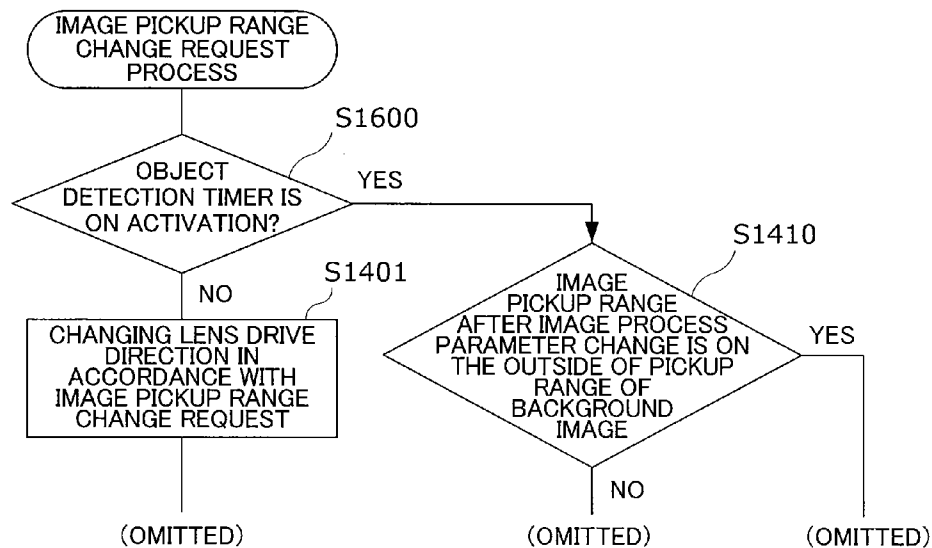 IMAGE PICKUP RANGE
CHANGE REQUEST
PROCESS
S1600
OBJECT
DETECTION TIMER IS
ON ACTIVATION?
YES
NO
S1401
CHANGING LENS DRIVE
DIRECTION IN
ACCORDANCE WITH
IMAGE PICKUP RANGE
CHANGE REQUEST
(OMITTED)
S1410
IMAGE
PICKUP RANGE
AFTER IMAGE PROCESS
PARAMETER CHANGE IS ON
THE OUTSIDE OF PICKUP
RANGE OF
BACKGROUND
IMAGE
YES
NO
(OMITTED)
(OMITTED)